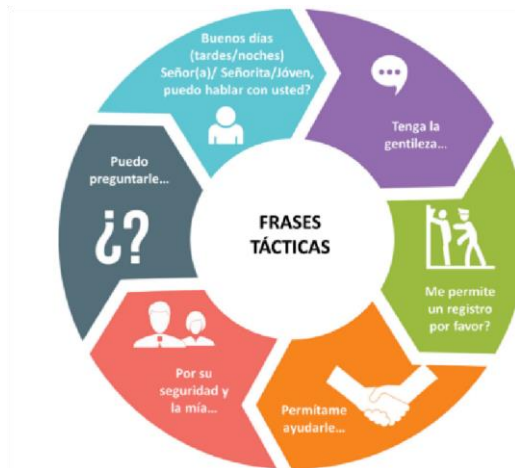 Buenos días
(tardes/noches)
Señor(a)/ Señorita/Jóven,
puedo hablar con usted?
Tenga la
gentileza...
Me permite
un registro
por favor?
Permítame
ayudarle...
Por su
seguridad y
la mía...
Puedo
preguntarle...
¿?
FRASES
TÁCTICAS